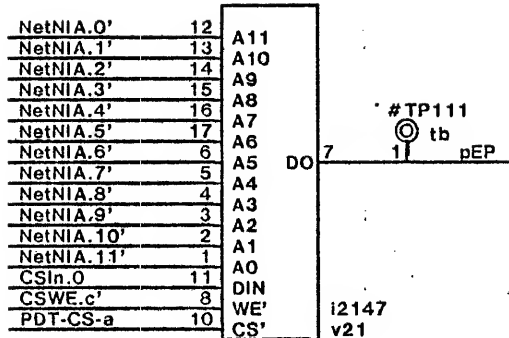 NetNIA.0' 12 A11
NetNIA.1' 13 A10
NetNIA.2' 14 A9
NetNIA.3' 15 A8
NetNIA.4' 16 A7
NetNIA.5' 17 A6
NetNIA.6' 6 A5
NetNIA.7' 5 A4
NetNIA.8' 4 A3
NetNIA.9' 3 A2
NetNIA.10' 2 A1
NetNIA.11' 1 A0
CSIn.0 11 DIN
CSWE.c' 8 WE'
PDT-CS-a 10 CS'
DO 7 1 pEP
#TP111
tb
i2147
v21